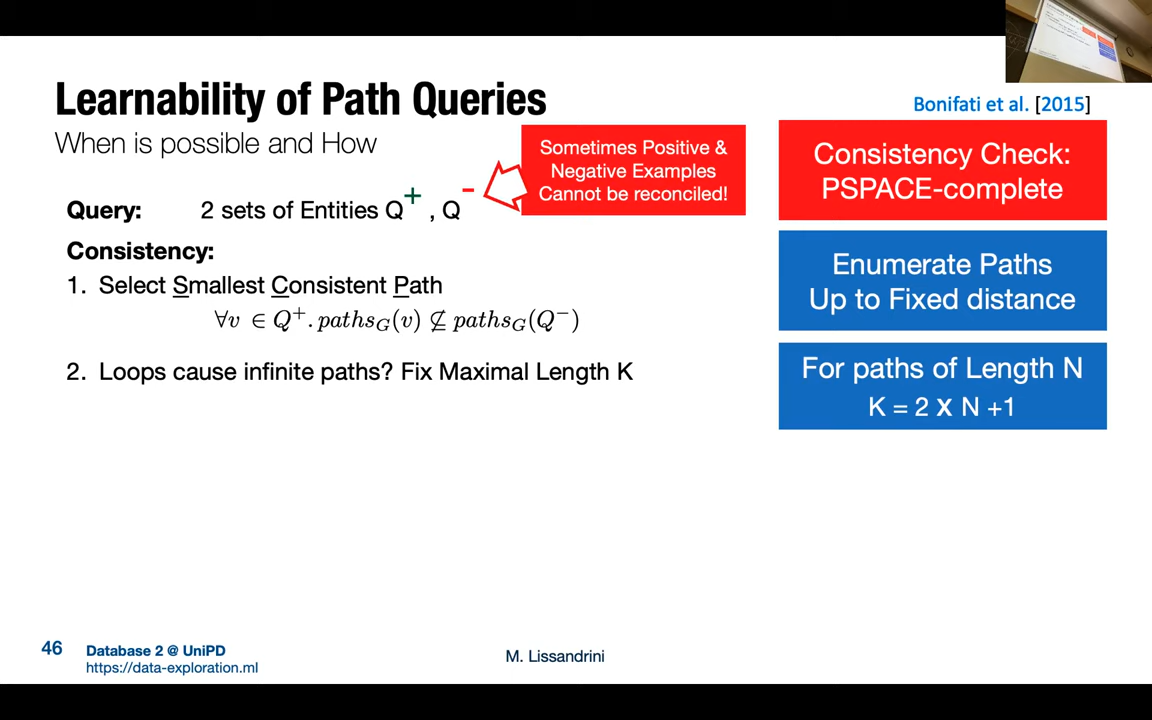 Learnability of Path Queries
When is possible and How
Bonifati et al. [2015]
Sometimes Positive &
Negative Examples
Cannot be reconciled!
Consistency Check:
PSPACE-complete
Query: 2 sets of Entities Q⁺ , Q⁻
Consistency:
1. Select Smallest Consistent Path
∀v ∈ Q⁺. paths_G(v) ⊈ paths_G(Q⁻)
2. Loops cause infinite paths? Fix Maximal Length K
Enumerate Paths
Up to Fixed distance
For paths of Length N
K = 2 X N +1
46
Database 2 @ UniPD
https://data-exploration.ml
M. Lissandrini